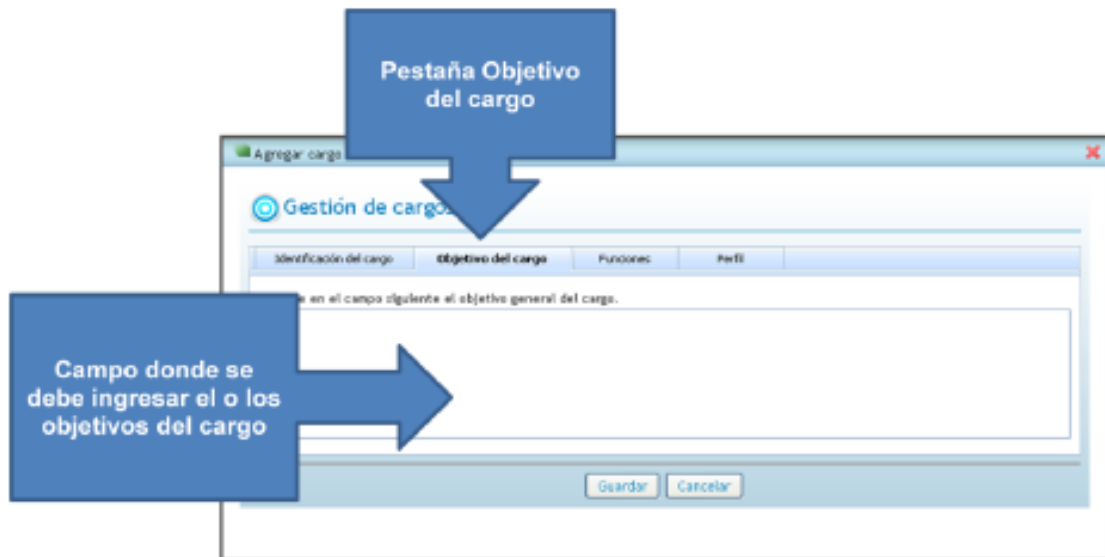 Pestaña Objetivo
del cargo
Agregar cargo
Gestión de cargos
Identificación del cargo Objetivo del cargo Funciones Perfil
en el campo siguiente el objetivo general del cargo.
Campo donde se
debe ingresar el o los
objetivos del cargo
Guardar Cancelar